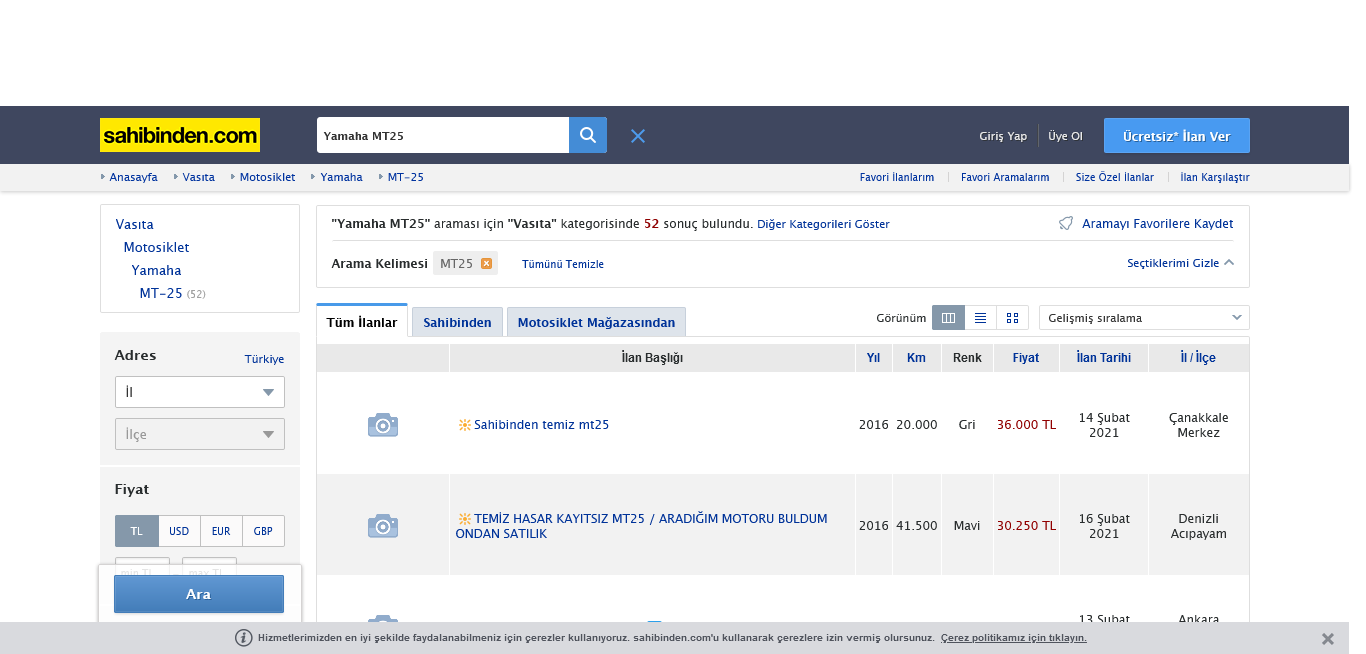 sahibinden.com
Yamaha MT25
Giriş Yap
Üye Ol
Ücretsiz* İlan Ver
Anasayfa
Vasıta
Motosiklet
Yamaha
MT-25
Favori İlanlarım
Favori Aramalarım
Size Özel İlanlar
İlan Karşılaştır
Vasıta
Motosiklet
Yamaha
MT-25 (52)
Adres
Türkiye
İl
İlçe
Fiyat
TL
USD
EUR
GBP
min TL
max TL
Ara
"Yamaha MT25" araması için "Vasıta" kategorisinde 52 sonuç bulundu. Diğer Kategorileri Göster
Aramayı Favorilere Kaydet
Arama Kelimesi
MT25
Tümünü Temizle
Seçtiklerimi Gizle
Tüm İlanlar
Sahibinden
Motosiklet Mağazasından
Görünüm
Gelişmiş sıralama
İlan Başlığı
Yıl
Km
Renk
Fiyat
İlan Tarihi
İl / İlçe
Sahibinden temiz mt25
2016
20.000
Gri
36.000 TL
14 Şubat
2021
Çanakkale
Merkez
TEMİZ HASAR KAYITSIZ MT25 / ARADIĞIM MOTORU BULDUM
ONDAN SATILIK
2016
41.500
Mavi
30.250 TL
16 Şubat
2021
Denizli
Acıpayam
13 Şubat
Ankara
Hizmetlerimizden en iyi şekilde faydalanabilmeniz için çerezler kullanıyoruz. sahibinden.com'u kullanarak çerezlere izin vermiş olursunuz. Çerez politikamız için tıklayın.